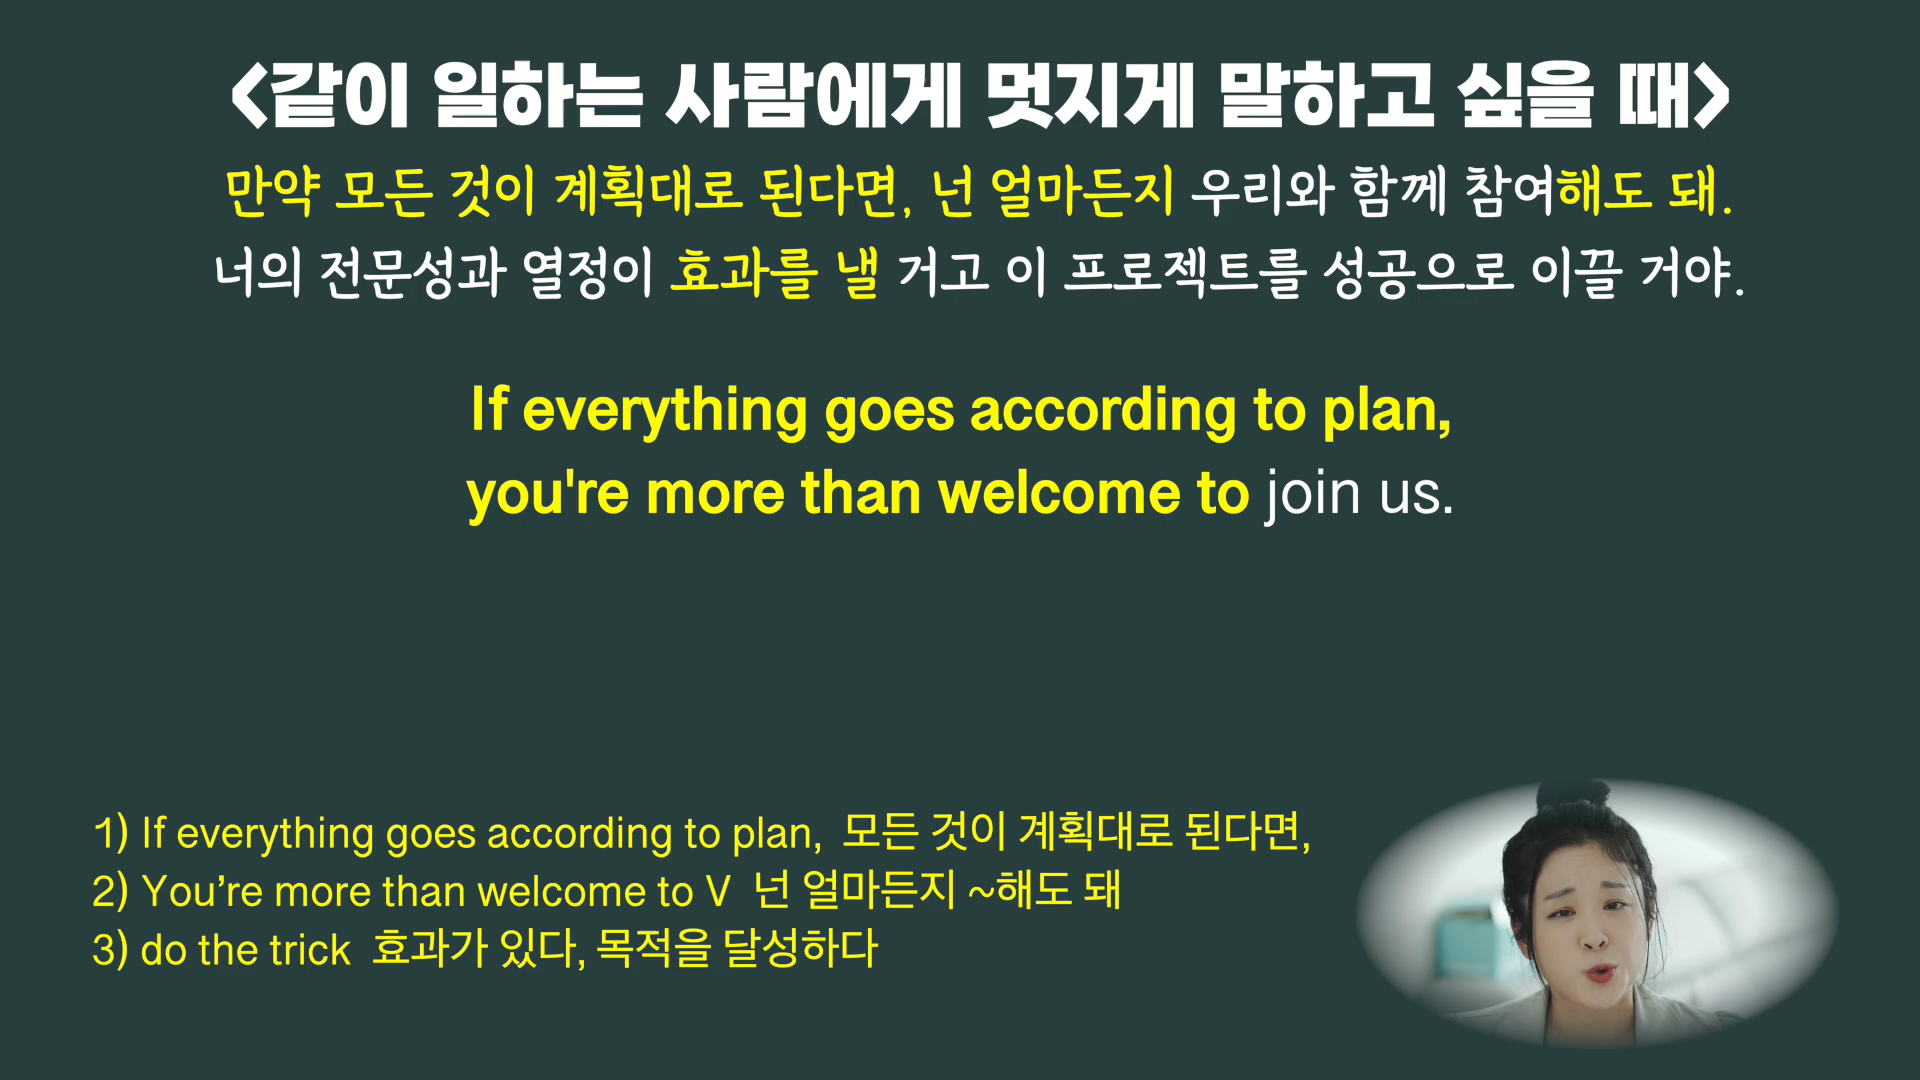 <같이 일하는 사람에게 멋지게 말하고 싶을 때>
만약 모든 것이 계획대로 된다면, 넌 얼마든지 우리와 함께 참여해도 돼.
너의 전문성과 열정이 효과를 낼 거고 이 프로젝트를 성공으로 이끌 거야.
If everything goes according to plan,
you're more than welcome to join us.
1) If everything goes according to plan, 모든 것이 계획대로 된다면,
2) You’re more than welcome to V 넌 얼마든지 ~해도 돼
3) do the trick 효과가 있다, 목적을 달성하다